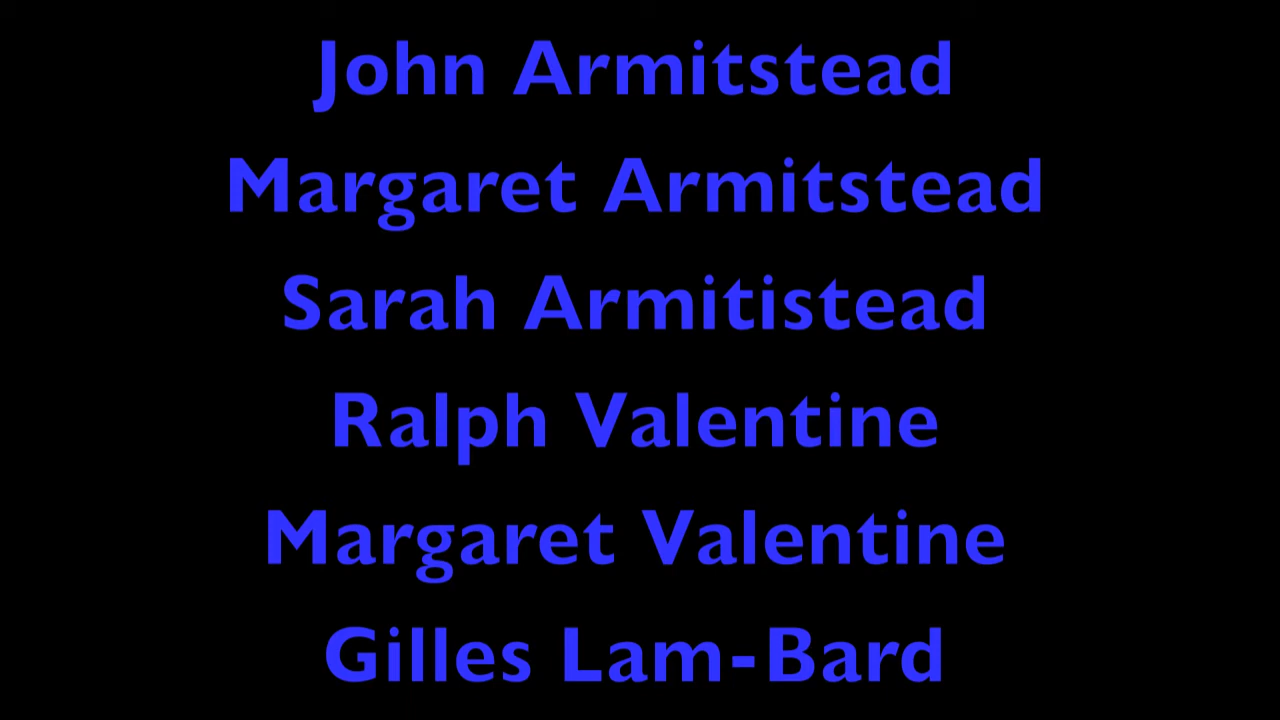 John Armitstead
Margaret Armitstead
Sarah Armitistead
Ralph Valentine
Margaret Valentine
Gilles Lam-Bard